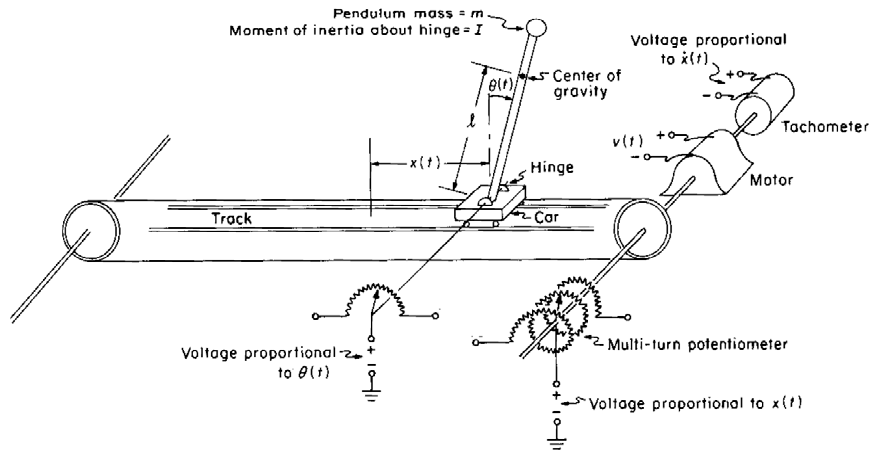 Pendulum mass = m
Moment of inertia about hinge = I
Voltage proportional
to ẋ(t)
+
−
Center of
gravity
θ(t)
l
Tachometer
v(t)
+
−
x(t)
Hinge
Motor
Track
Car
Multi-turn potentiometer
Voltage proportional
to θ(t)
+
−
+
−
Voltage proportional to x(t)